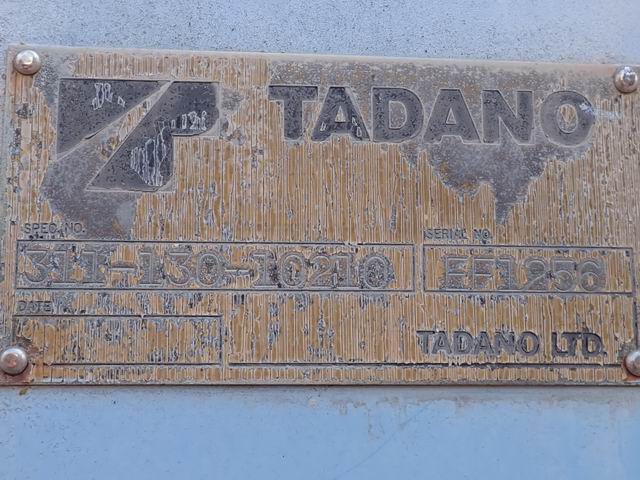 TADANO
SPEC. NO.
SERIAL NO.
311-130-10210
EF1256
DATE
TADANO LTD.